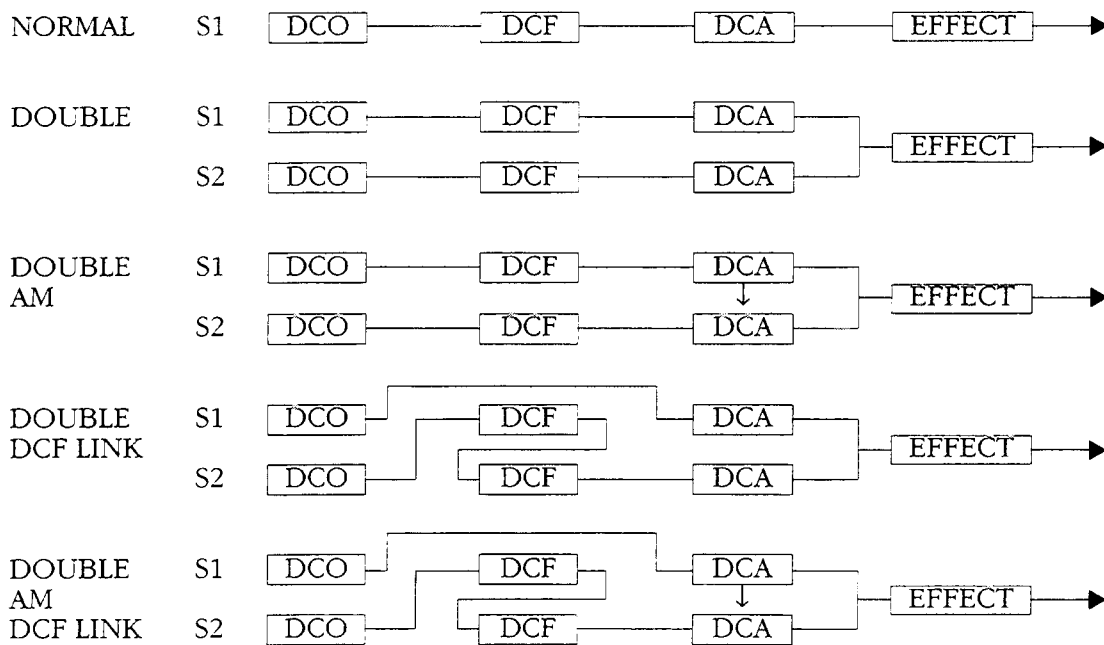 NORMAL S1 DCO DCF DCA EFFECT
DOUBLE S1 DCO DCF DCA
EFFECT
S2 DCO DCF DCA
DOUBLE S1 DCO DCF DCA
AM EFFECT
S2 DCO DCF DCA
DOUBLE S1 DCO DCF DCA
DCF LINK EFFECT
S2 DCO DCF DCA
DOUBLE S1 DCO DCF DCA
AM EFFECT
DCF LINK S2 DCO DCF DCA